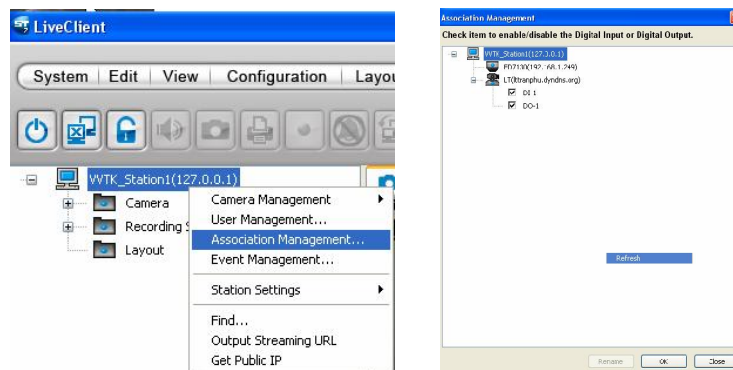 LiveClient
System Edit View Configuration Layou
VVTK_Station1(127.0.0.1)
Camera
Recording S
Layout
Camera Management
User Management...
Association Management...
Event Management...
Station Settings
Find...
Output Streaming URL
Get Public IP
Association Management
Check item to enable/disable the Digital Input or Digital Output.
VVTK_Station1(127.0.0.1)
LT(ltranphu.dyndns.org)
DI 1
DO-1
Refresh
Rename OK Close